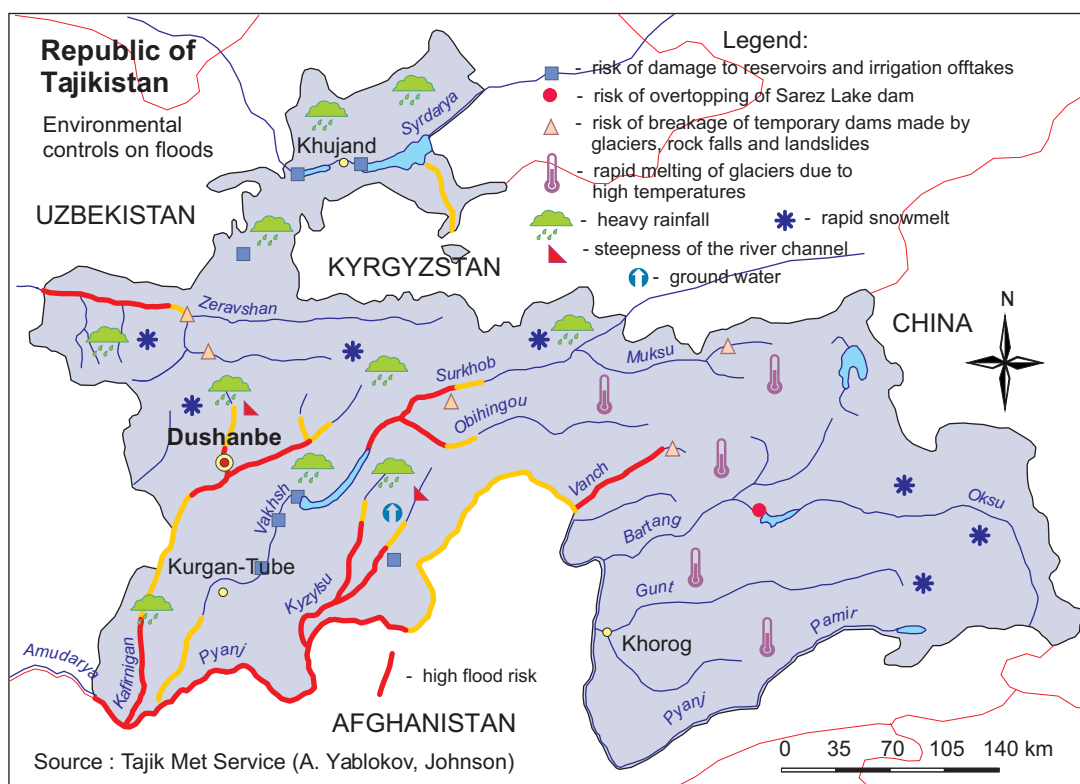 Republic of
Tajikistan
Environmental
controls on floods
Legend:
- risk of damage to reservoirs and irrigation offtakes
- risk of overtopping of Sarez Lake dam
- risk of breakage of temporary dams made by
glaciers, rock falls and landslides
- rapid melting of glaciers due to
high temperatures
- heavy rainfall
- rapid snowmelt
- steepness of the river channel
- ground water
Syrdarya
Khujand
UZBEKISTAN
KYRGYZSTAN
CHINA
N
Zeravshan
Surkhob
Muksu
Obihingou
Dushanbe
Vanch
Vakhsh
Bartang
Oksu
Kurgan-Tube
Kyzylsu
Gunt
Khorog
Pamir
Kafirnigan
Pyanj
Amudarya
Pyanj
- high flood risk
AFGHANISTAN
Source : Tajik Met Service (A. Yablokov, Johnson)
0 35 70 105 140 km